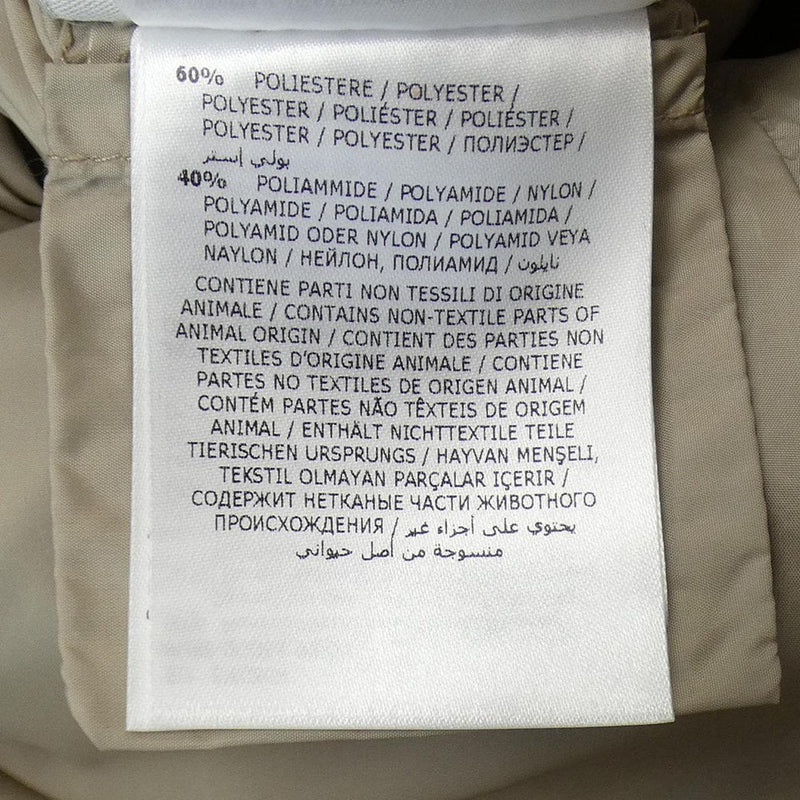 60% POLIESTERE / POLYESTER /
POLYESTER / POLIÉSTER / POLIÉSTER /
POLYESTER / POLYESTER / ПОЛИЭСТЕР /
بولي إستر
40% POLIAMMIDE / POLYAMIDE / NYLON /
POLYAMIDE / POLIAMIDA / POLIAMIDA /
POLYAMID ODER NYLON / POLYAMID VEYA
NAYLON / НЕЙЛОН, ПОЛИАМИД / نايلون
CONTIENE PARTI NON TESSILI DI ORIGINE
ANIMALE / CONTAINS NON-TEXTILE PARTS OF
ANIMAL ORIGIN / CONTIENT DES PARTIES NON
TEXTILES D'ORIGINE ANIMALE / CONTIENE
PARTES NO TEXTILES DE ORIGEN ANIMAL /
CONTÉM PARTES NÃO TÊXTEIS DE ORIGEM
ANIMAL / ENTHÄLT NICHTTEXTILE TEILE
TIERISCHEN URSPRUNGS / HAYVAN MENŞELİ,
TEKSTIL OLMAYAN PARÇALAR IÇERIR /
СОДЕРЖИТ НЕТКАНЫЕ ЧАСТИ ЖИВОТНОГО
ПРОИСХОЖДЕНИЯ / يحتوي على أجزاء غير
منسوجة من أصل حيواني